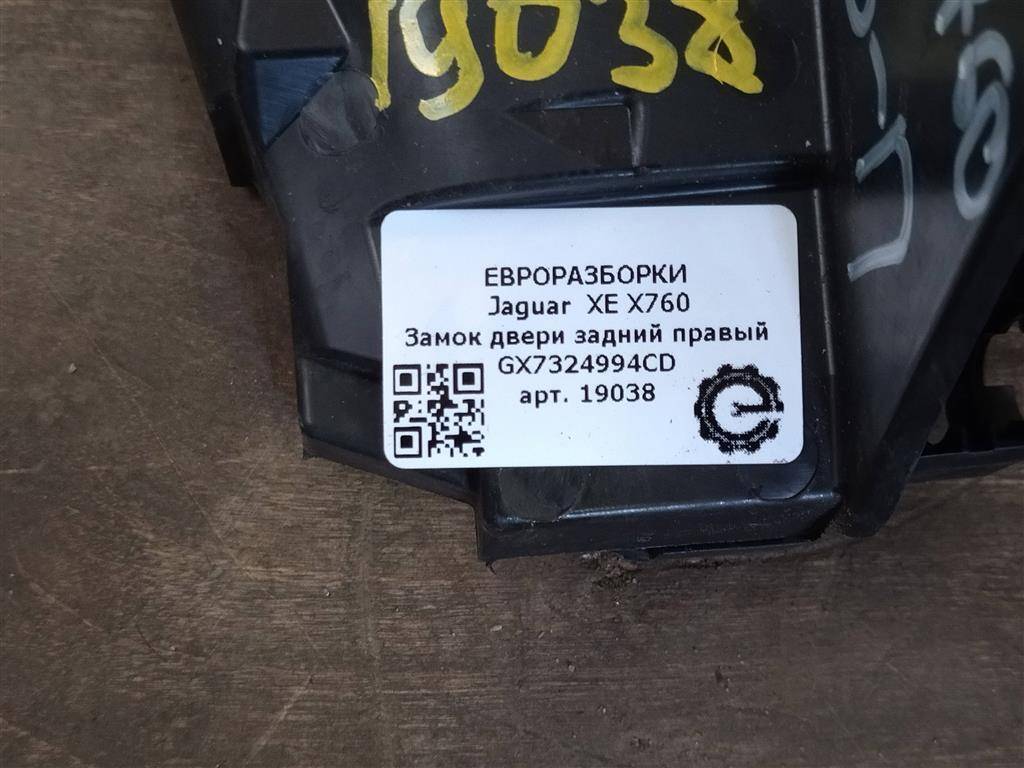 19038
ЕВРОРАЗБОРКИ
Jaguar XE X760
Замок двери задний правый
GX7324994CD
арт. 19038